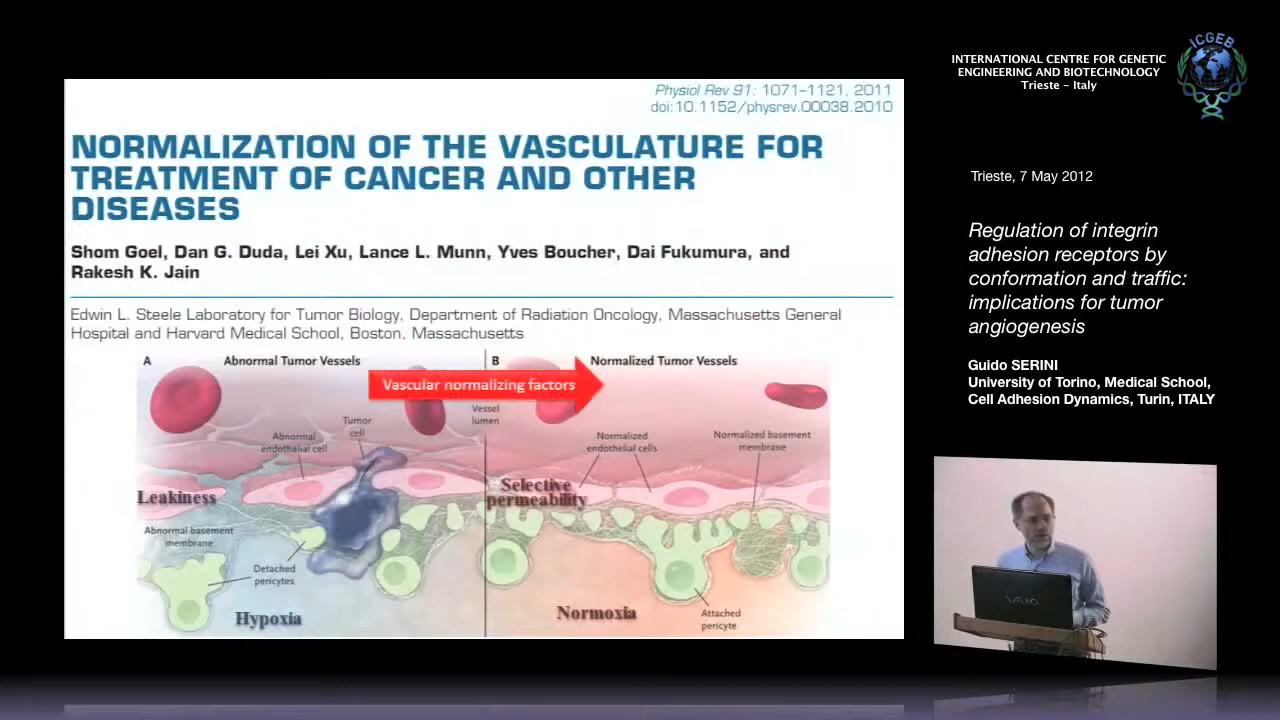 Physiol Rev 91: 1071–1121, 2011
doi:10.1152/physrev.00038.2010
NORMALIZATION OF THE VASCULATURE FOR
TREATMENT OF CANCER AND OTHER
DISEASES
Shom Goel, Dan G. Duda, Lei Xu, Lance L. Munn, Yves Boucher, Dai Fukumura, and
Rakesh K. Jain
Edwin L. Steele Laboratory for Tumor Biology, Department of Radiation Oncology, Massachusetts General
Hospital and Harvard Medical School, Boston, Massachusetts
A
Abnormal Tumor Vessels
B
Normalized Tumor Vessels
Vascular normalizing factors
Vessel
lumen
Tumor
cell
Abnormal
endothelial cell
Normalized
endothelial cells
Normalized basement
membrane
Leakiness
Selective
permeability
Abnormal basement
membrane
Detached
pericytes
Hypoxia
Normoxia
Attached
pericyte
INTERNATIONAL CENTRE FOR GENETIC
ENGINEERING AND BIOTECHNOLOGY
Trieste - Italy
ICGEB
Trieste, 7 May 2012
Regulation of integrin
adhesion receptors by
conformation and traffic:
implications for tumor
angiogenesis
Guido SERINI
University of Torino, Medical School,
Cell Adhesion Dynamics, Turin, ITALY
VAIO